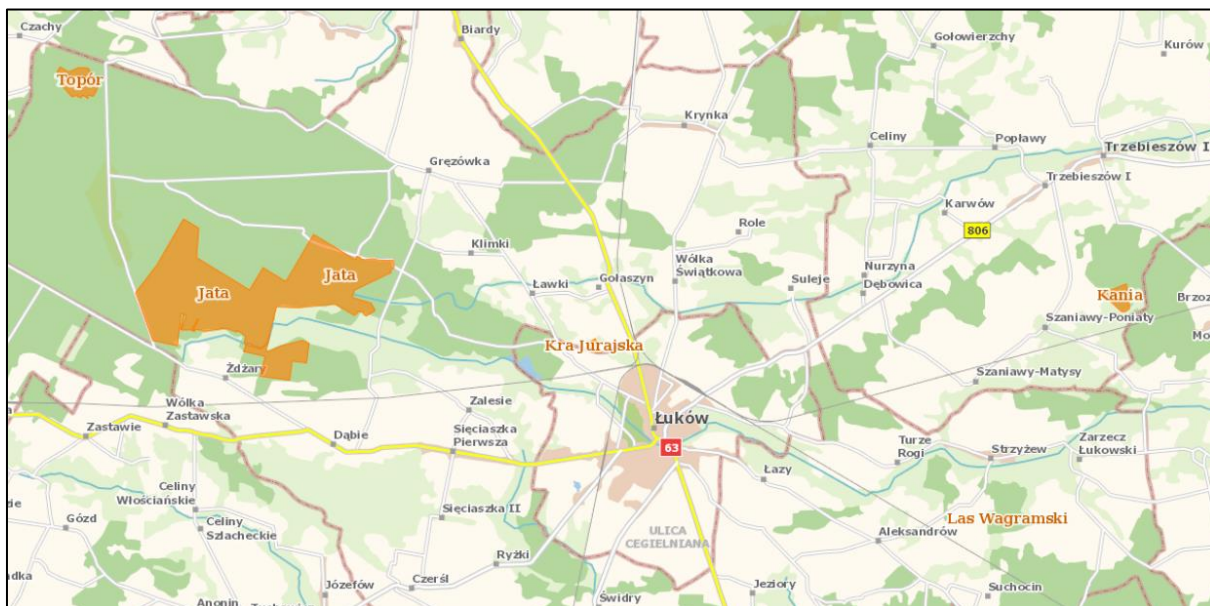 Czachy
Biardy
Gołowierzchy
Kurów
Topór
Krynka
Celiny
Popławy
Trzebieszów I
Gręzówka
Trzebieszów I
Karwów
Role
806
Klimki
Wólka
Świątkowa
Jata
Jata
Ławki
Gołaszyn
Suleje
Nurzyna
Dębowica
Kania
Szaniawy-Poniaty
Kra Jurajska
Żdżary
Szaniawy-Matysy
Wólka
Zastawska
Zalesie
Zastawie
Dąbie
Sięciaszka
Pierwsza
Łuków
63
Turze
Rogi
Strzyżew
Zarzecz
Łukowski
Łazy
Celiny
Włościańskie
Sięciaszka II
Las Wagramski
Gózd
Celiny
Szlacheckie
ULICA
CEGIELNIANA
Aleksandrów
Ryżki
Józefów
Czerśl
Jeziory
Suchocin
Świdry
Anonin